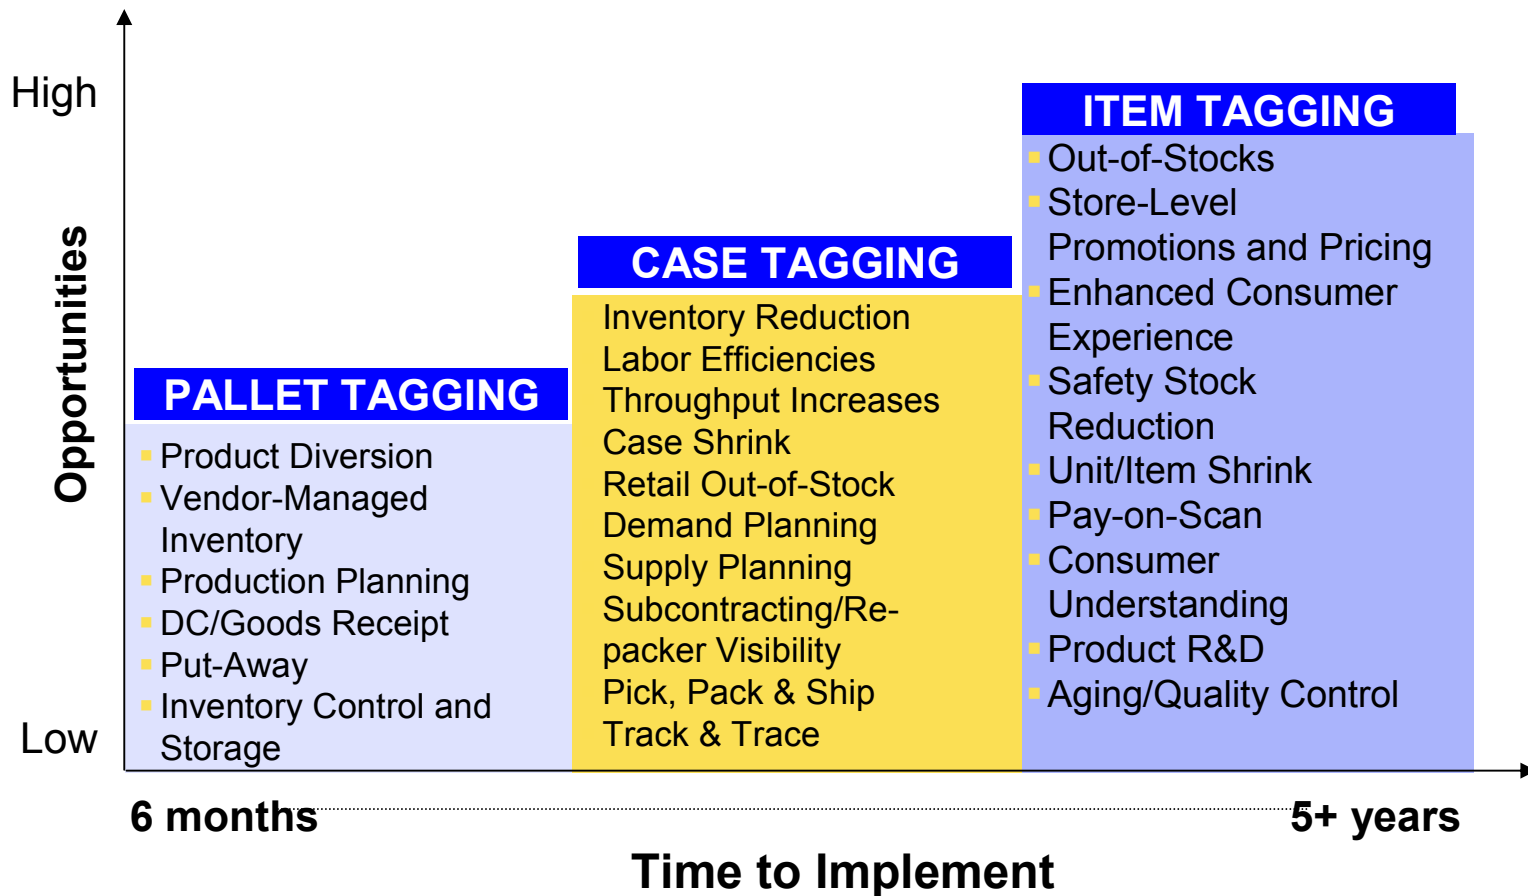 High
Opportunities
Low
PALLET TAGGING
Product Diversion
Vendor-Managed
Inventory
Production Planning
DC/Goods Receipt
Put-Away
Inventory Control and
Storage
CASE TAGGING
Inventory Reduction
Labor Efficiencies
Throughput Increases
Case Shrink
Retail Out-of-Stock
Demand Planning
Supply Planning
Subcontracting/Re-
packer Visibility
Pick, Pack & Ship
Track & Trace
ITEM TAGGING
Out-of-Stocks
Store-Level
Promotions and Pricing
Enhanced Consumer
Experience
Safety Stock
Reduction
Unit/Item Shrink
Pay-on-Scan
Consumer
Understanding
Product R&D
Aging/Quality Control
6 months
5+ years
Time to Implement